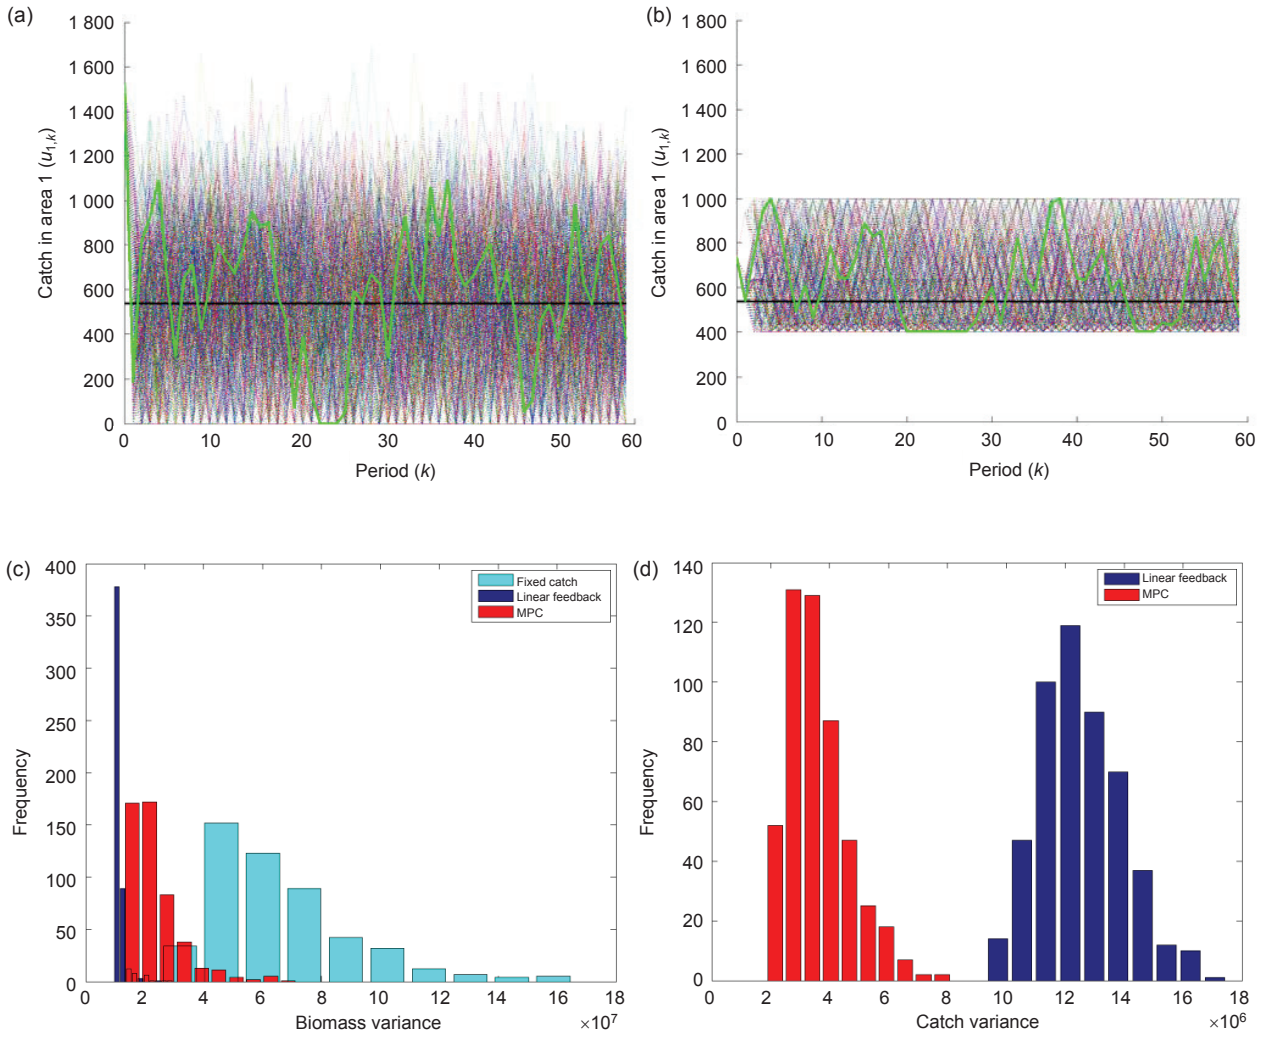 (a)
1 800
1 600
1 400
1 200
1 000
800
600
400
200
0
Catch in area 1 (u1,k)
0 10 20 30 40 50 60
Period (k)
(b)
1 800
1 600
1 400
1 200
1 000
800
600
400
200
0
Catch in area 1 (u1,k)
0 10 20 30 40 50 60
Period (k)
(c)
400
350
300
250
200
150
100
50
0
Frequency
Fixed catch
Linear feedback
MPC
0 2 4 6 8 10 12 14 16 18
Biomass variance
×10⁷
(d)
140
120
100
80
60
40
20
0
Frequency
Linear feedback
MPC
0 2 4 6 8 10 12 14 16 18
Catch variance
×10⁶